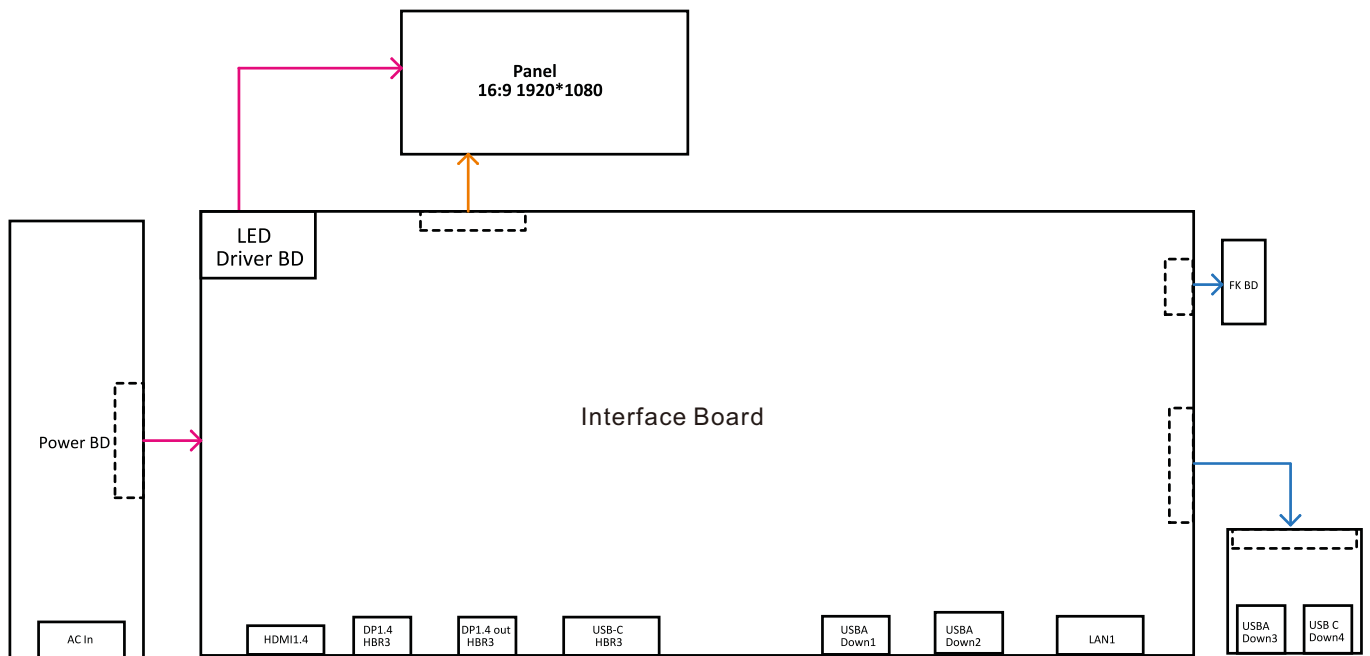 Panel
16:9 1920*1080
LED
Driver BD
FK BD
Interface Board
Power BD
AC In
HDMI1.4
DP1.4
HBR3
DP1.4 out
HBR3
USB-C
HBR3
USBA
Down1
USBA
Down2
LAN1
USBA
Down3
USB C
Down4